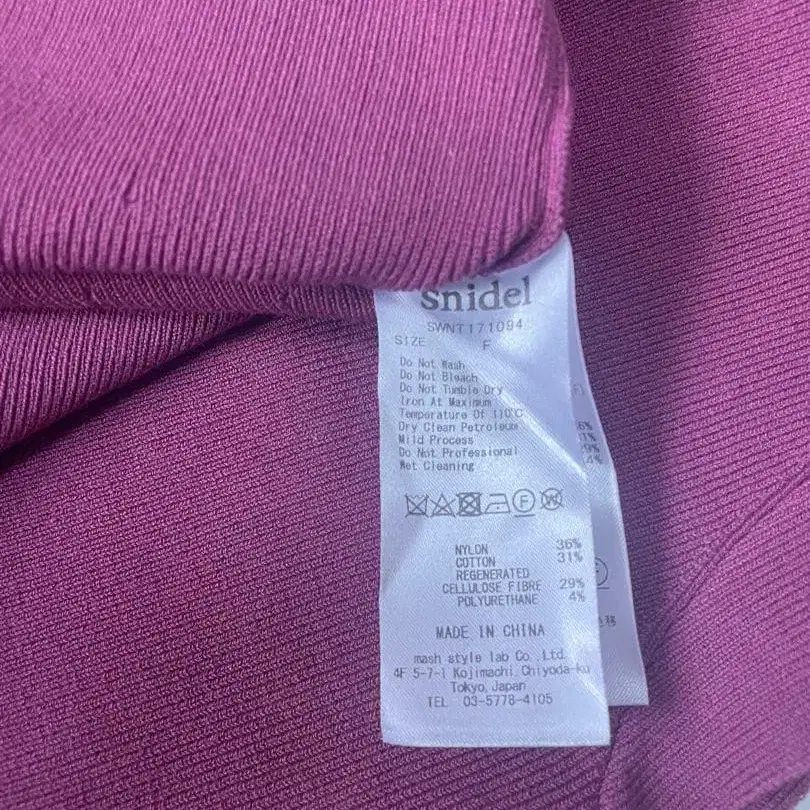 snidel
SWNT171094
SIZE F
Do Not Wash
Do Not Bleach
Do Not Tumble Dry
Iron At Maximum
Temperature Of 110℃
Dry Clean Petroleum
Mild Process
Do Not Professional
Wet Cleaning
NYLON 36%
COTTON 31%
REGENERATED
CELLULOSE FIBRE 29%
POLYURETHANE 4%
MADE IN CHINA
mash style lab Co.,Ltd.
4F 5-7-1 Kojimachi, Chiyoda-ku
Tokyo, Japan
TEL 03-5778-4105